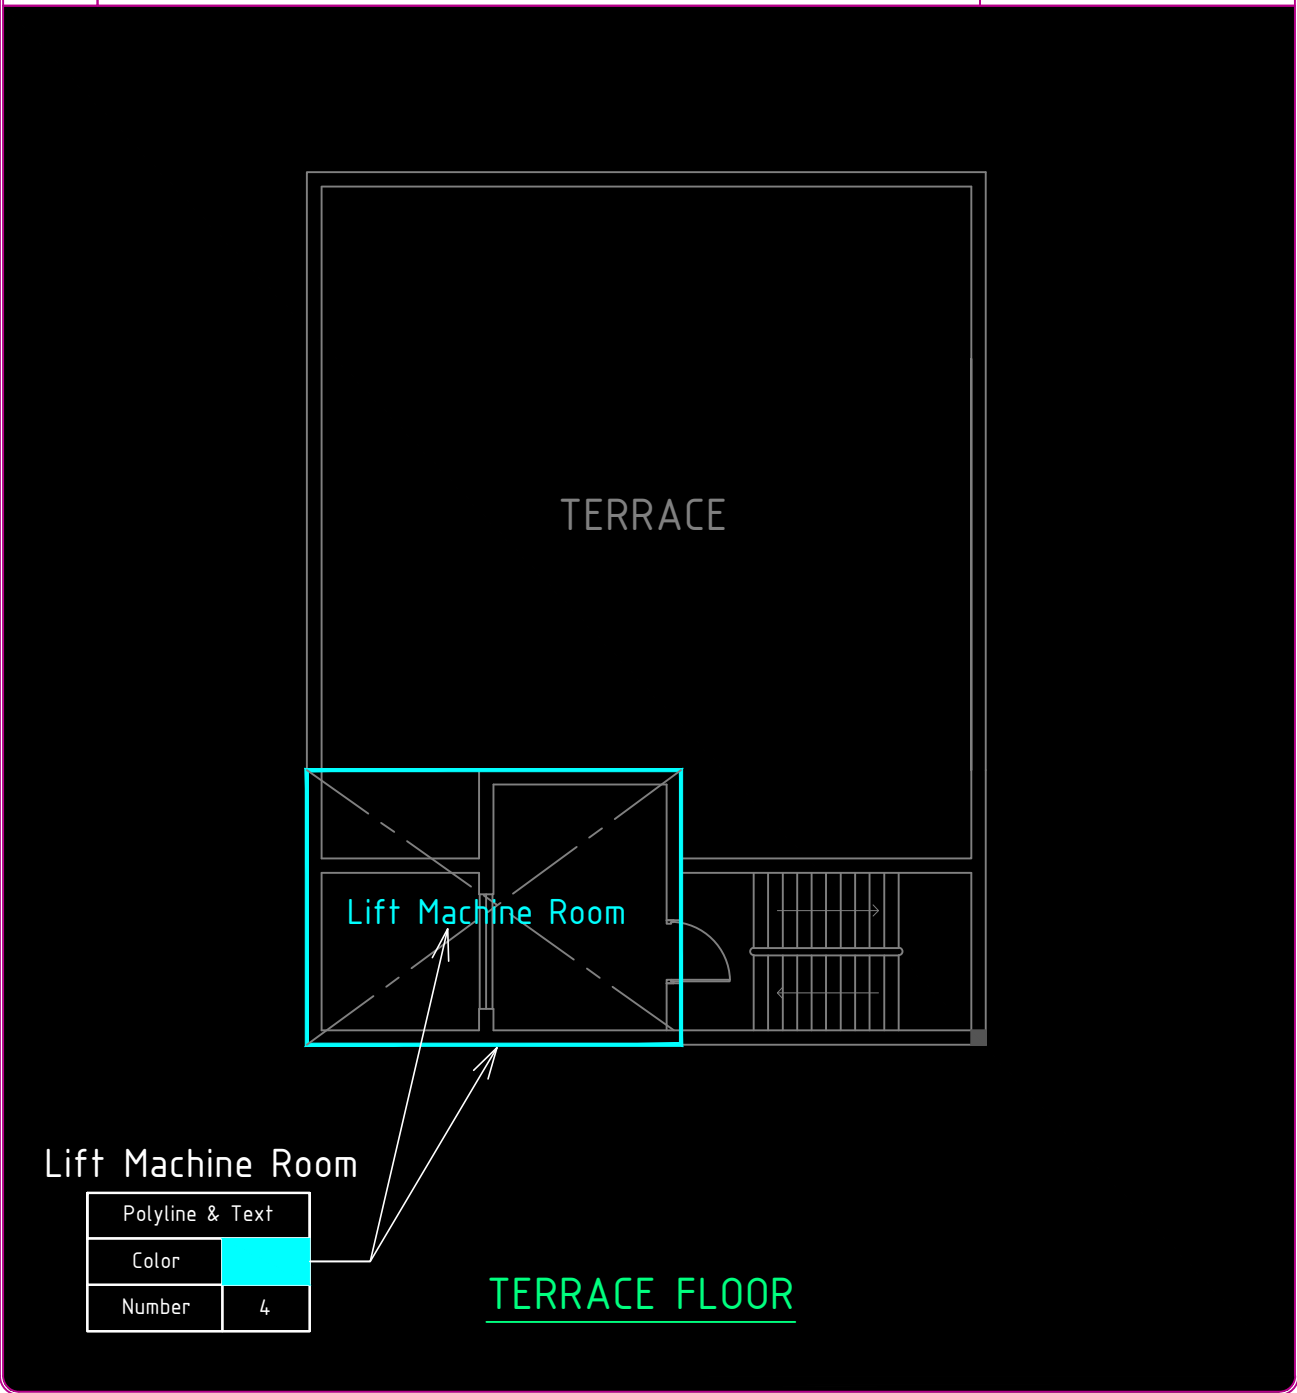 TERRACE
Lift Machine Room
Lift Machine Room
Polyline & Text
Color
Number 4
TERRACE FLOOR